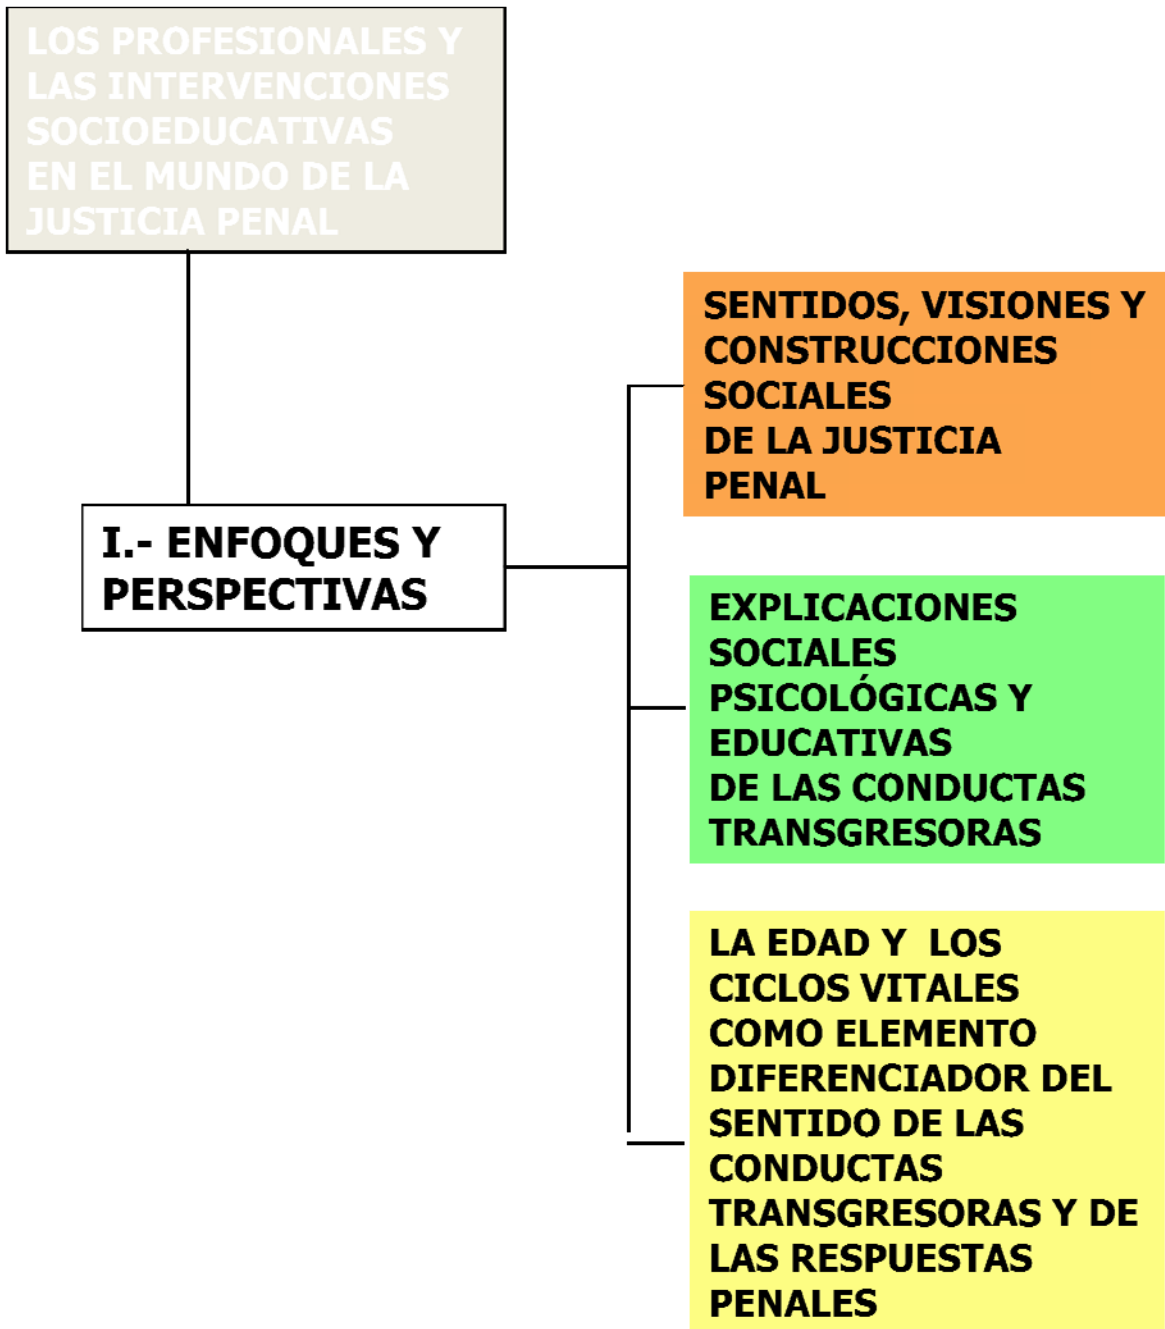 LOS PROFESIONALES Y
LAS INTERVENCIONES
SOCIOEDUCATIVAS
EN EL MUNDO DE LA
JUSTICIA PENAL
I.- ENFOQUES Y
PERSPECTIVAS
SENTIDOS, VISIONES Y
CONSTRUCCIONES
SOCIALES
DE LA JUSTICIA
PENAL
EXPLICACIONES
SOCIALES
PSICOLÓGICAS Y
EDUCATIVAS
DE LAS CONDUCTAS
TRANSGRESORAS
LA EDAD Y LOS
CICLOS VITALES
COMO ELEMENTO
DIFERENCIADOR DEL
SENTIDO DE LAS
CONDUCTAS
TRANSGRESORAS Y DE
LAS RESPUESTAS
PENALES